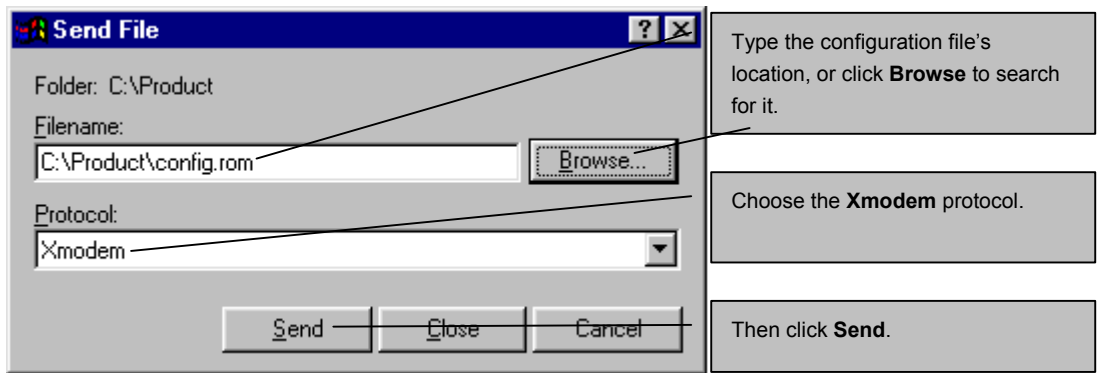 Send File
Folder: C:\Product
Filename:
C:\Product\config.rom
Browse...
Protocol:
Xmodem
Send
Close
Cancel
Type the configuration file's
location, or click Browse to search
for it.
Choose the Xmodem protocol.
Then click Send.